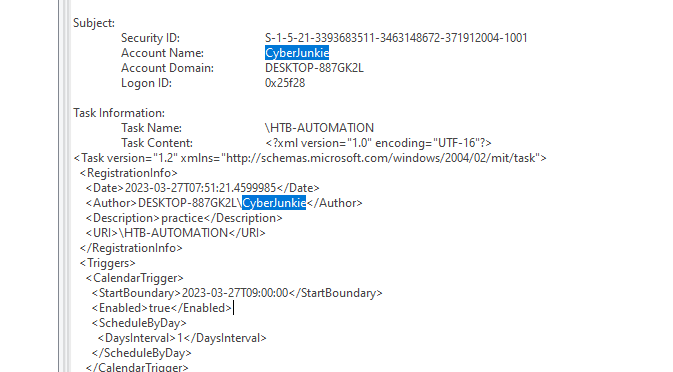 Subject:
Security ID: S-1-5-21-3393683511-3463148672-371912004-1001
Account Name: CyberJunkie
Account Domain: DESKTOP-887GK2L
Logon ID: 0x25f28
Task Information:
Task Name: \HTB-AUTOMATION
Task Content: <?xml version="1.0" encoding="UTF-16"?>
<Task version="1.2" xmlns="http://schemas.microsoft.com/windows/2004/02/mit/task">
<RegistrationInfo>
<Date>2023-03-27T07:51:21.4599985</Date>
<Author>DESKTOP-887GK2L\CyberJunkie</Author>
<Description>practice</Description>
<URI>\HTB-AUTOMATION</URI>
</RegistrationInfo>
<Triggers>
<CalendarTrigger>
<StartBoundary>2023-03-27T09:00:00</StartBoundary>
<Enabled>true</Enabled>
<ScheduleByDay>
<DaysInterval>1</DaysInterval>
</ScheduleByDay>
</CalendarTrigger>